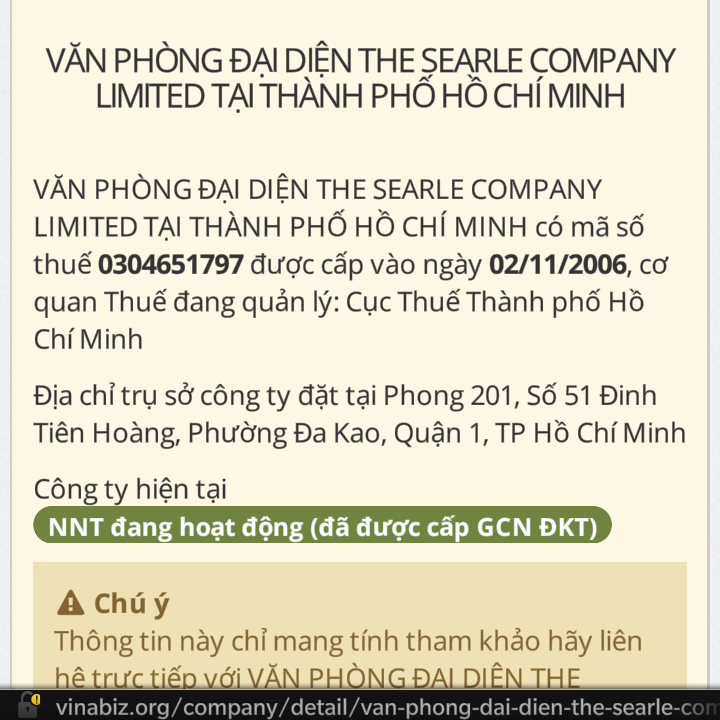 VĂN PHÒNG ĐẠI DIỆN THE SEARLE COMPANY
LIMITED TẠI THÀNH PHỐ HỒ CHÍ MINH
VĂN PHÒNG ĐẠI DIỆN THE SEARLE COMPANY
LIMITED TẠI THÀNH PHỐ HỒ CHÍ MINH có mã số
thuế 0304651797 được cấp vào ngày 02/11/2006, cơ
quan Thuế đang quản lý: Cục Thuế Thành phố Hồ
Chí Minh
Địa chỉ trụ sở công ty đặt tại Phong 201, Số 51 Đinh
Tiên Hoàng, Phường Đa Kao, Quận 1, TP Hồ Chí Minh
Công ty hiện tại
NNT đang hoạt động (đã được cấp GCN ĐKT)
Chú ý
Thông tin này chỉ mang tính tham khảo hãy liên
hệ trực tiếp với VĂN PHÒNG ĐẠI DIỆN THE
vinabiz.org/company/detail/van-phong-dai-dien-the-searle-com